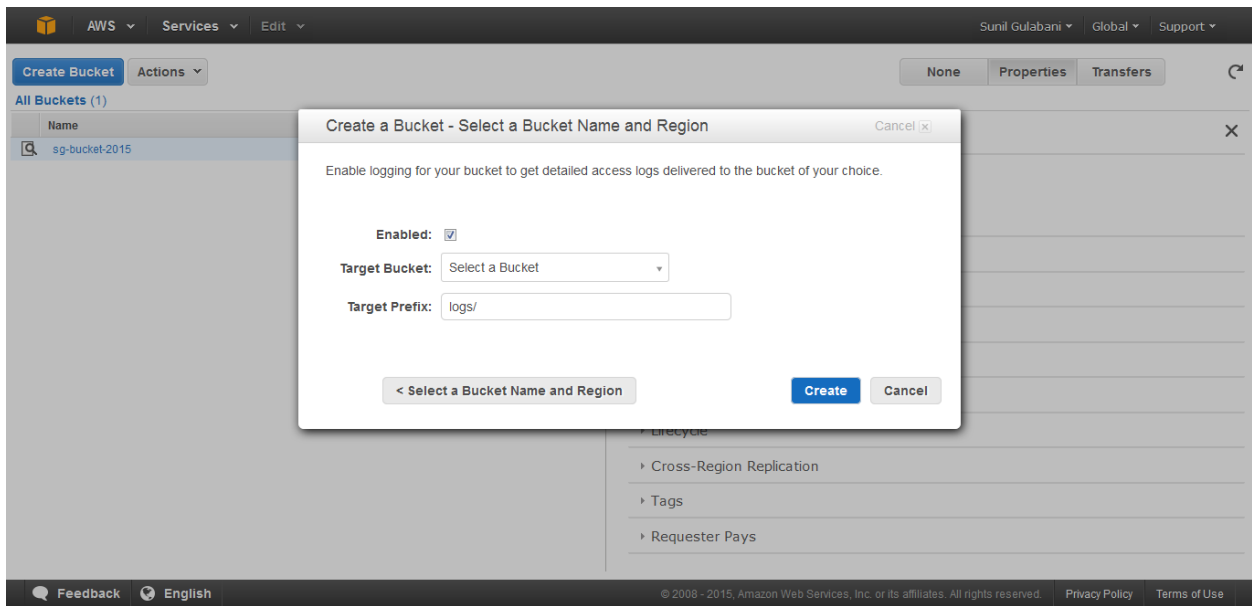 AWS Services Edit Sunil Gulabani Global Support
Create Bucket Actions None Properties Transfers
All Buckets (1)
Name
sg-bucket-2015
Create a Bucket - Select a Bucket Name and Region Cancel x
Enable logging for your bucket to get detailed access logs delivered to the bucket of your choice.
Enabled:
Target Bucket: Select a Bucket
Target Prefix: logs/
< Select a Bucket Name and Region Create Cancel
Lifecycle
Cross-Region Replication
Tags
Requester Pays
Feedback English © 2008 - 2015, Amazon Web Services, Inc. or its affiliates. All rights reserved. Privacy Policy Terms of Use